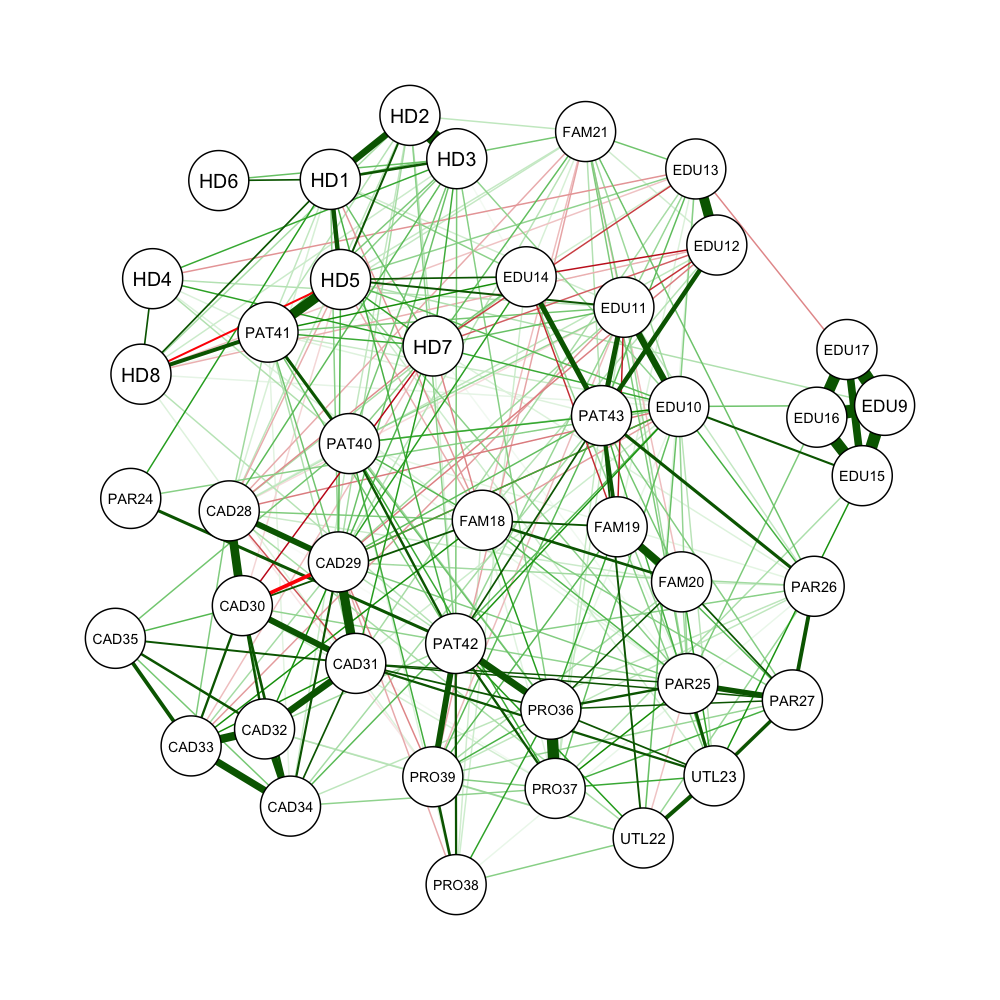 HD2
FAM21
HD3
EDU13
HD6
HD1
EDU12
HD4
HD5
EDU14
EDU11
PAT41
HD7
EDU17
HD8
EDU9
EDU10
PAT43
EDU16
PAT40
EDU15
PAR24
CAD28
FAM18
FAM19
CAD29
FAM20
PAR26
CAD30
CAD35
PAT42
CAD31
PAR25
PAR27
PRO36
CAD32
CAD33
UTL23
PRO39
PRO37
CAD34
UTL22
PRO38